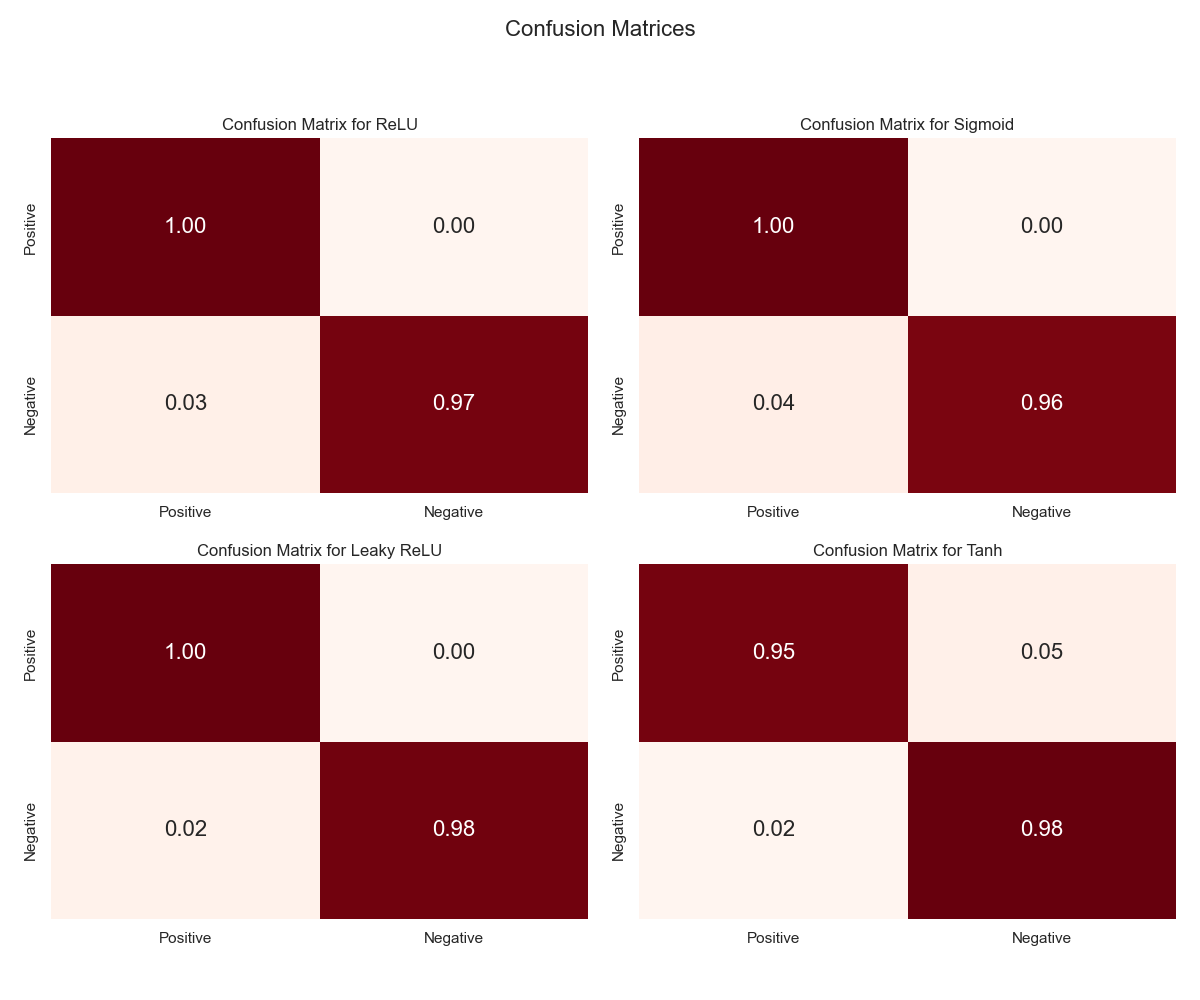 Confusion Matrices
Confusion Matrix for ReLU
Positive
1.00 0.00
Negative
0.03 0.97
Positive Negative
Confusion Matrix for Sigmoid
Positive
1.00 0.00
Negative
0.04 0.96
Positive Negative
Confusion Matrix for Leaky ReLU
Positive
1.00 0.00
Negative
0.02 0.98
Positive Negative
Confusion Matrix for Tanh
Positive
0.95 0.05
Negative
0.02 0.98
Positive Negative